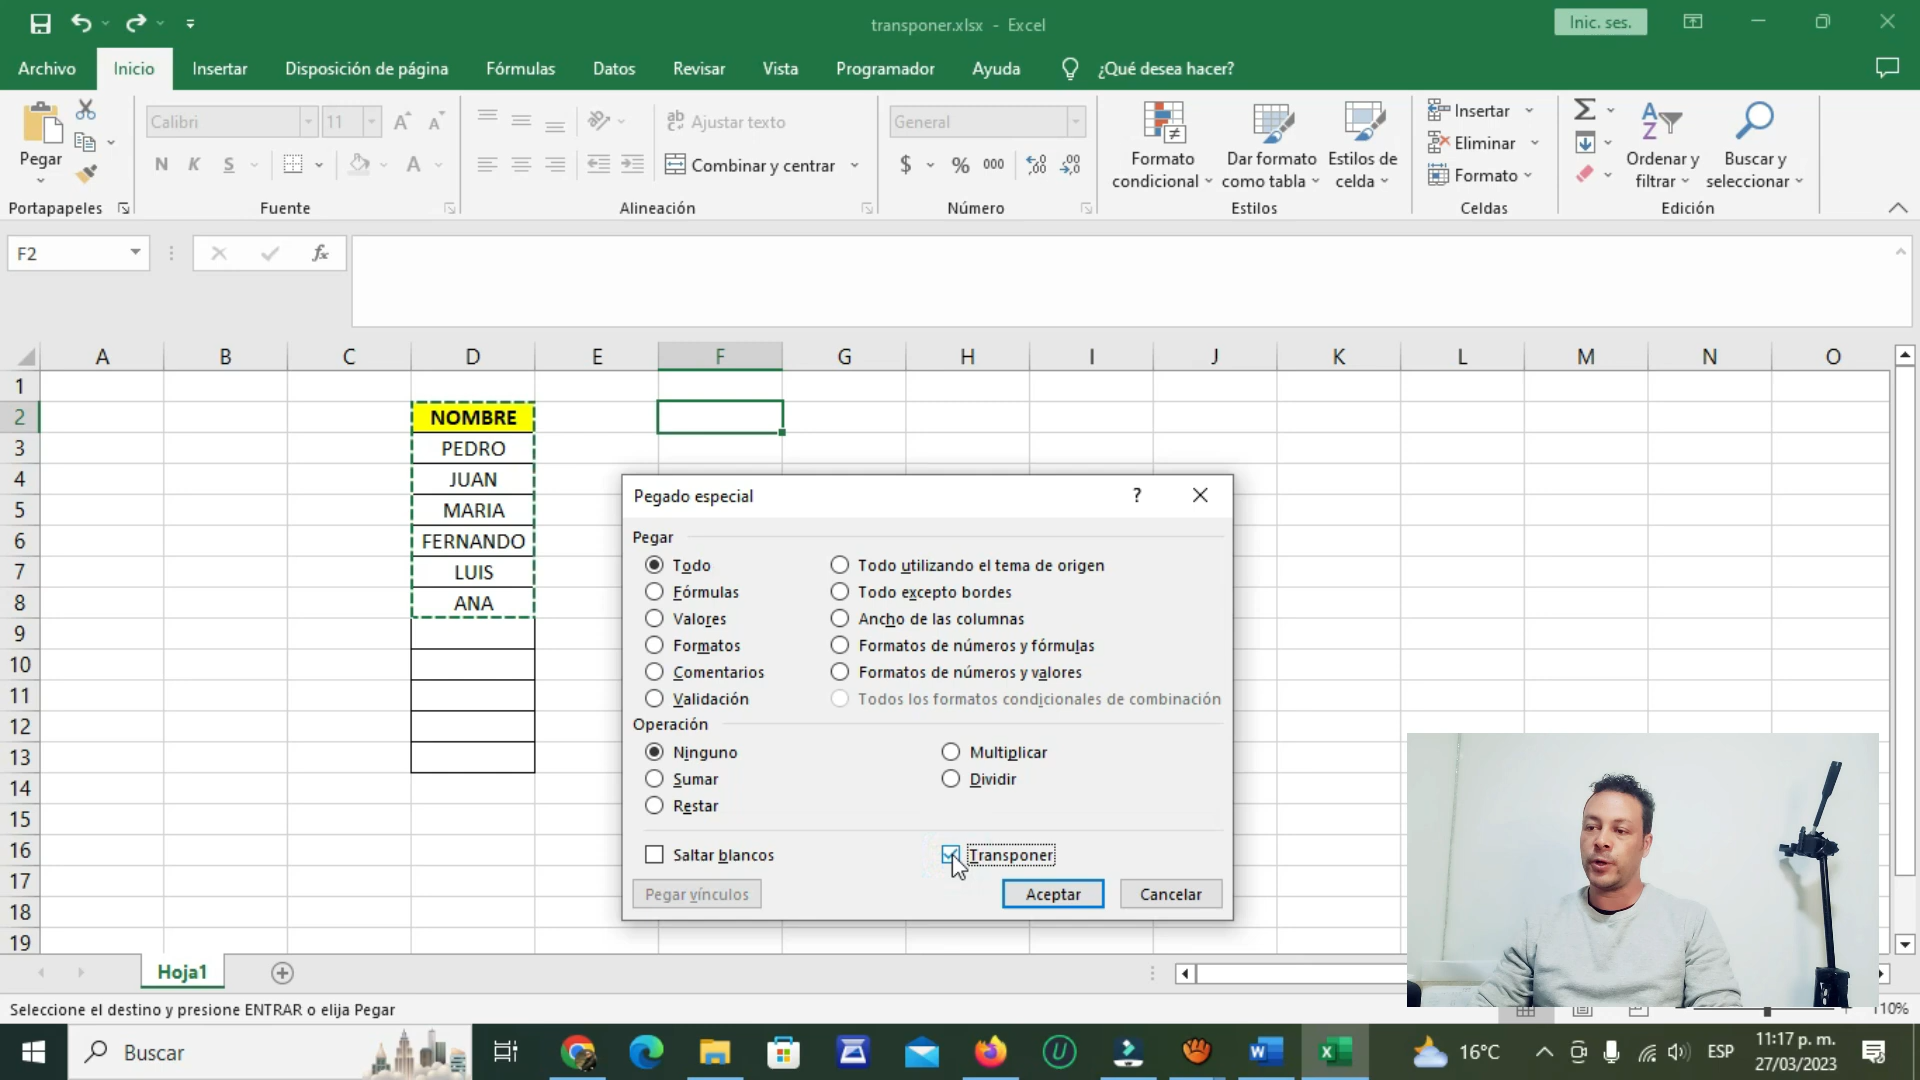 transponer.xlsx - Excel
Inic. ses.
Archivo Inicio Insertar Disposición de página Fórmulas Datos Revisar Vista Programador Ayuda ¿Qué desea hacer?
Calibri 11 Ajustar texto General Insertar
Pegar N K S A Combinar y centrar $ % 000 Formato condicional Dar formato como tabla Estilos de celda Eliminar Formato Ordenar y filtrar Buscar y seleccionar
Portapapeles Fuente Alineación Número Estilos Celdas Edición
F2 fx
A B C D E F G H I J K L M N O
1
2 NOMBRE
3 PEDRO
4 JUAN
5 MARIA
6 FERNANDO
7 LUIS
8 ANA
9
10
11
12
13
14
15
16
17
18
19
Pegado especial ?
Pegar
Todo Todo utilizando el tema de origen
Fórmulas Todo excepto bordes
Valores Ancho de las columnas
Formatos Formatos de números y fórmulas
Comentarios Formatos de números y valores
Validación Todos los formatos condicionales de combinación
Operación
Ninguno Multiplicar
Sumar Dividir
Restar
Saltar blancos Transponer
Pegar vínculos Aceptar Cancelar
Hoja1
Seleccione el destino y presione ENTRAR o elija Pegar 110%
Buscar 16°C ESP 11:17 p. m.
27/03/2023